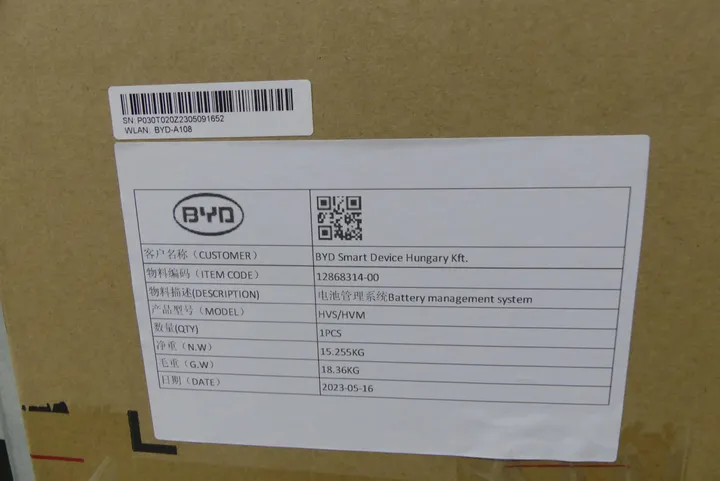 SN: P030T020Z2305091652
WLAN: BYD-A108
BYD
客户名称（CUSTOMER） BYD Smart Device Hungary Kft.
物料编码（ITEM CODE） 12868314-00
物料描述(DESCRIPTION) 电池管理系统Battery management system
产品型号（MODEL） HVS/HVM
数量(QTY) 1PCS
净重（N.W） 15.255KG
毛重（G.W） 18.36KG
日期（DATE） 2023-05-16